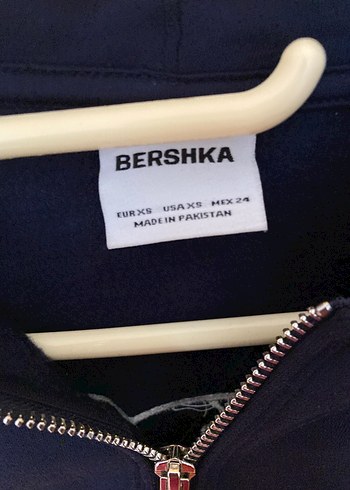 BERSHKA
EUR XS USA XS MEX 24
MADE IN PAKISTAN